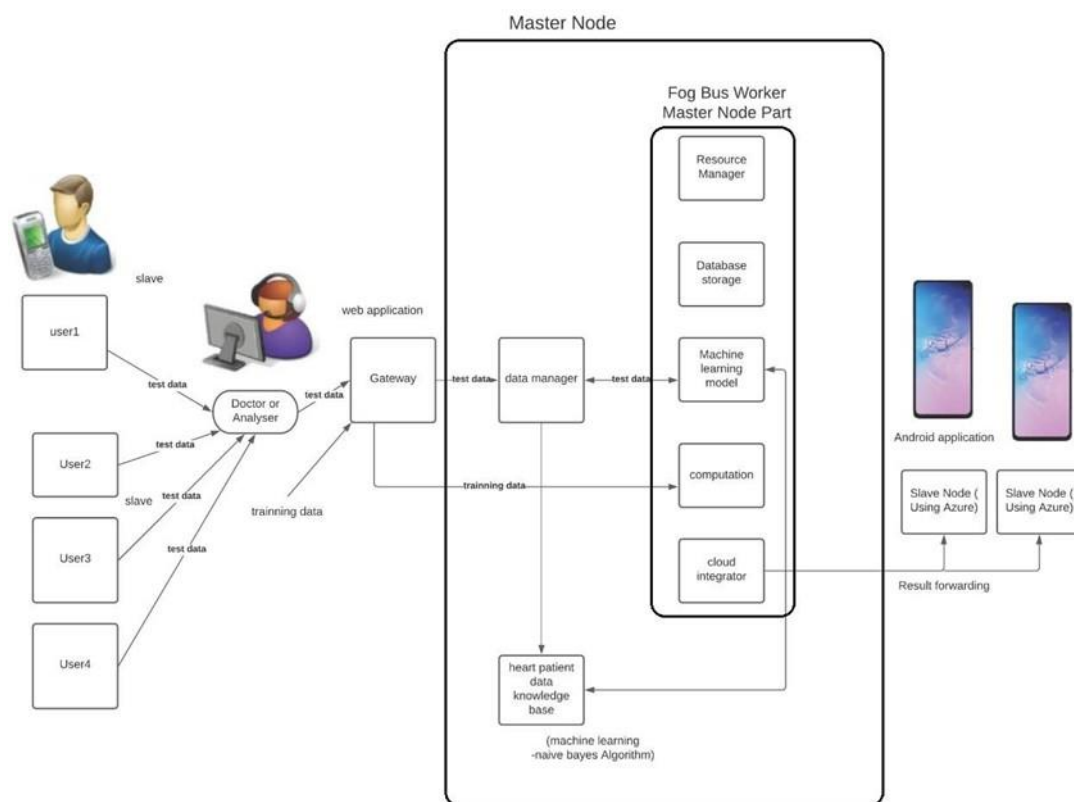 Master Node
Fog Bus Worker
Master Node Part
Resource
Manager
Database
storage
slave
user1
web application
Gateway
test data
data manager
test data
Machine
learning
model
test data
Doctor or
Analyser
test data
test data
User2
slave
test data
trainning data
trainning data
computation
Android application
Slave Node (
Using Azure)
Slave Node (
Using Azure)
User3
test data
cloud
integrator
Result forwarding
User4
heart patient
data
knowledge
base
(machine learning
-naive bayes Algorithm)